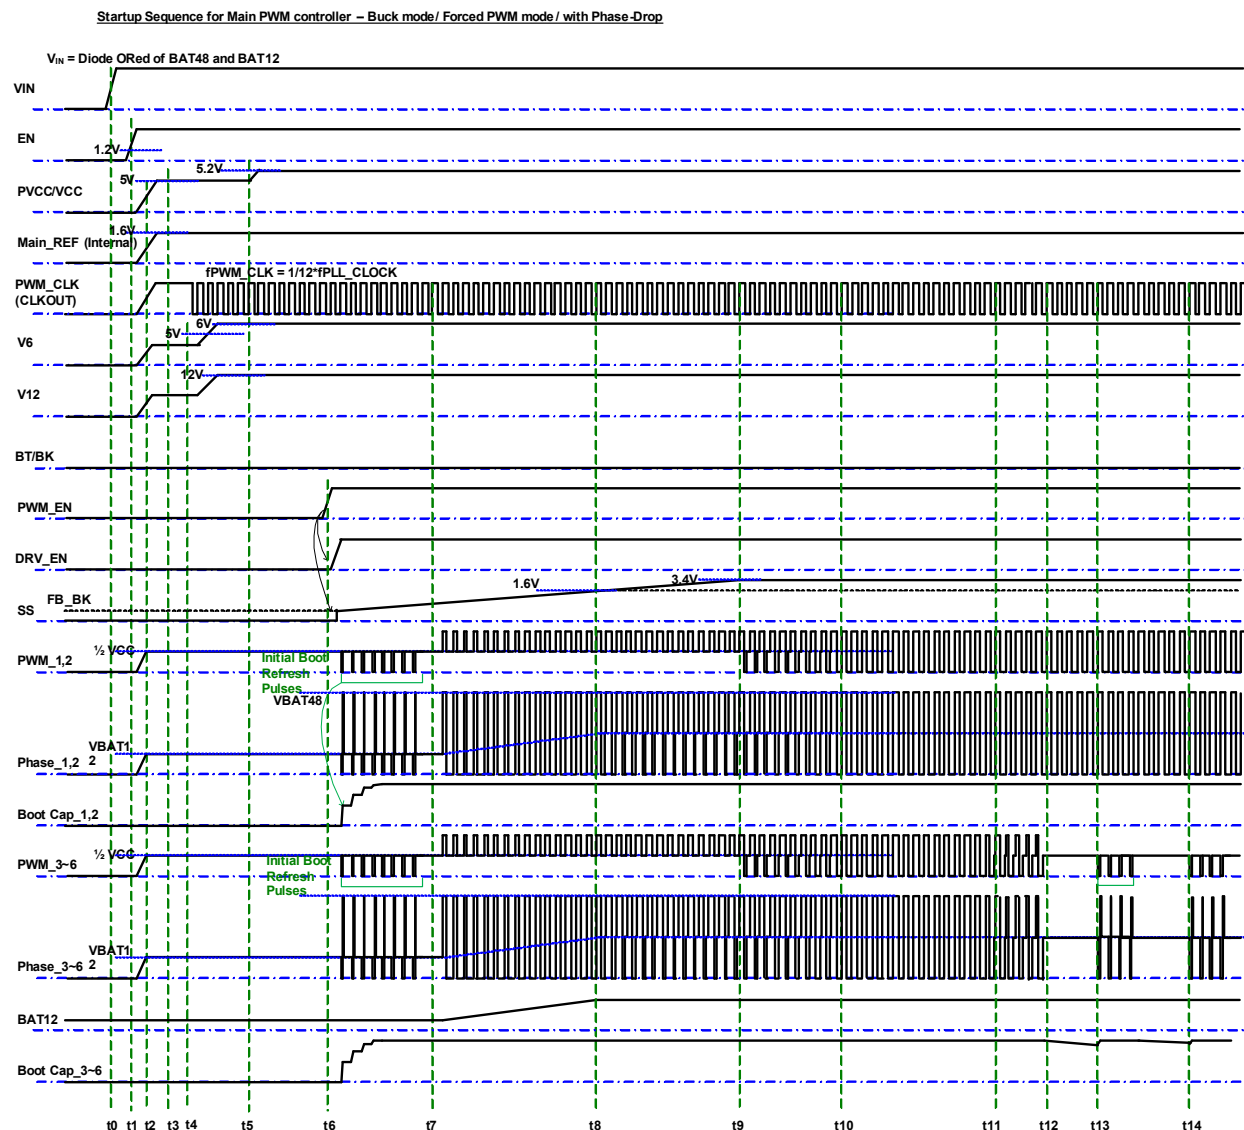 Startup Sequence for Main PWM controller – Buck mode/ Forced PWM mode/ with Phase-Drop
VIN = Diode ORed of BAT48 and BAT12
VIN
EN
1.2V
5.2V
5V
PVCC/VCC
1.6V
Main_REF (Internal)
fPWM_CLK = 1/12*fPLL_CLOCK
PWM_CLK
(CLKOUT)
6V
5V
V6
12V
V12
BT/BK
PWM_EN
DRV_EN
3.4V
1.6V
FB_BK
SS
½ VCC
PWM_1,2
Initial Boot
Refresh
Pulses
VBAT48
VBAT1
2
Phase_1,2
Boot Cap_1,2
½ VCC
PWM_3~6
Initial Boot
Refresh
Pulses
VBAT1
2
Phase_3~6
BAT12
Boot Cap_3~6
t0 t1 t2 t3 t4 t5 t6 t7 t8 t9 t10 t11 t12 t13 t14